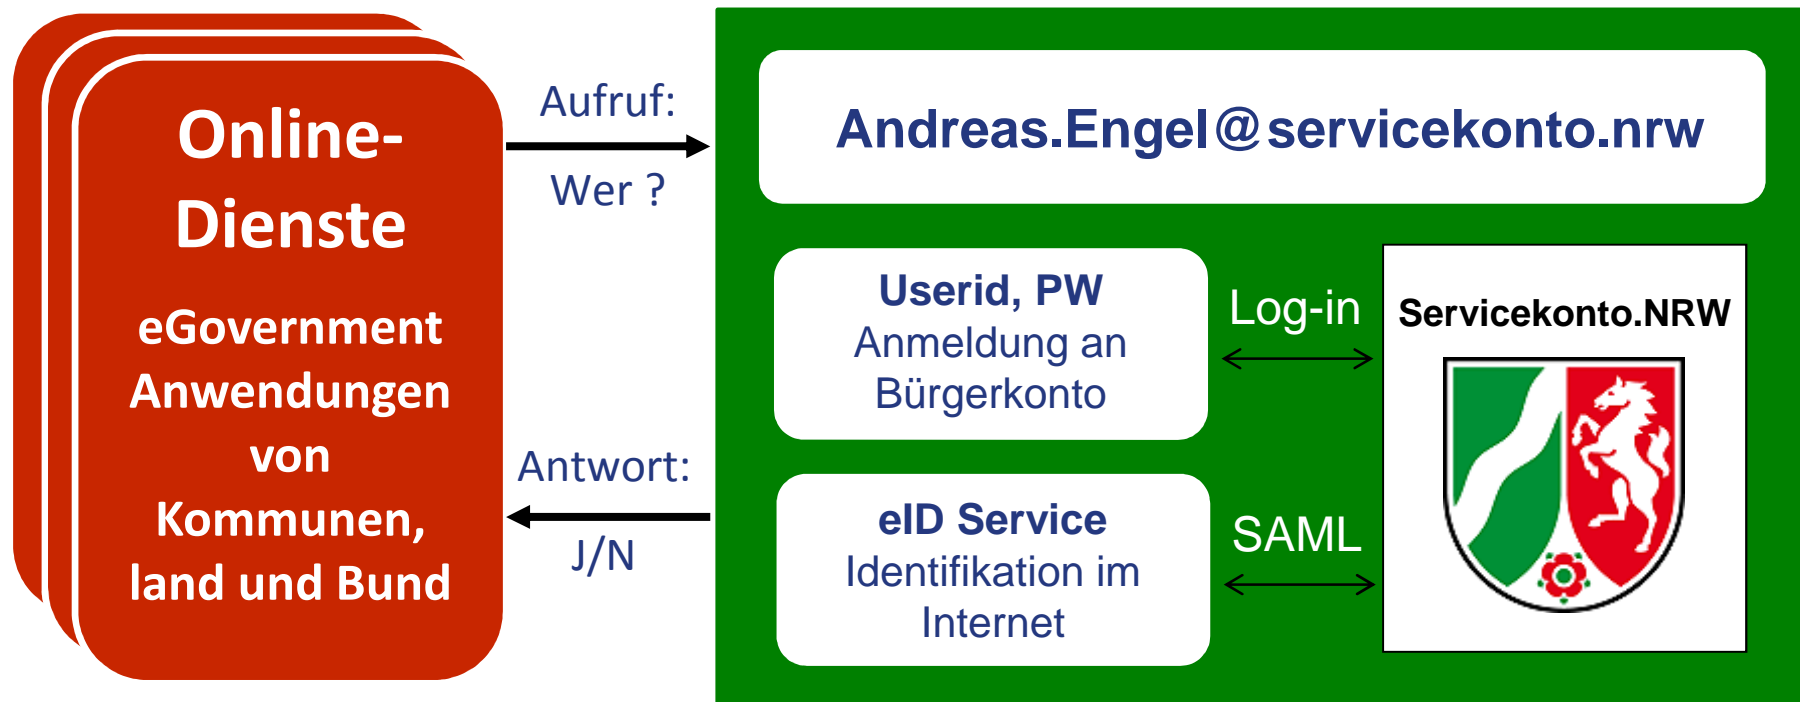 Online-
Dienste
eGovernment
Anwendungen
von
Kommunen,
land und Bund
Aufruf:
Wer ?
Antwort:
J/N
Andreas.Engel@servicekonto.nrw
Userid, PW
Anmeldung an
Bürgerkonto
Log-in
eID Service
Identifikation im
Internet
SAML
Servicekonto.NRW